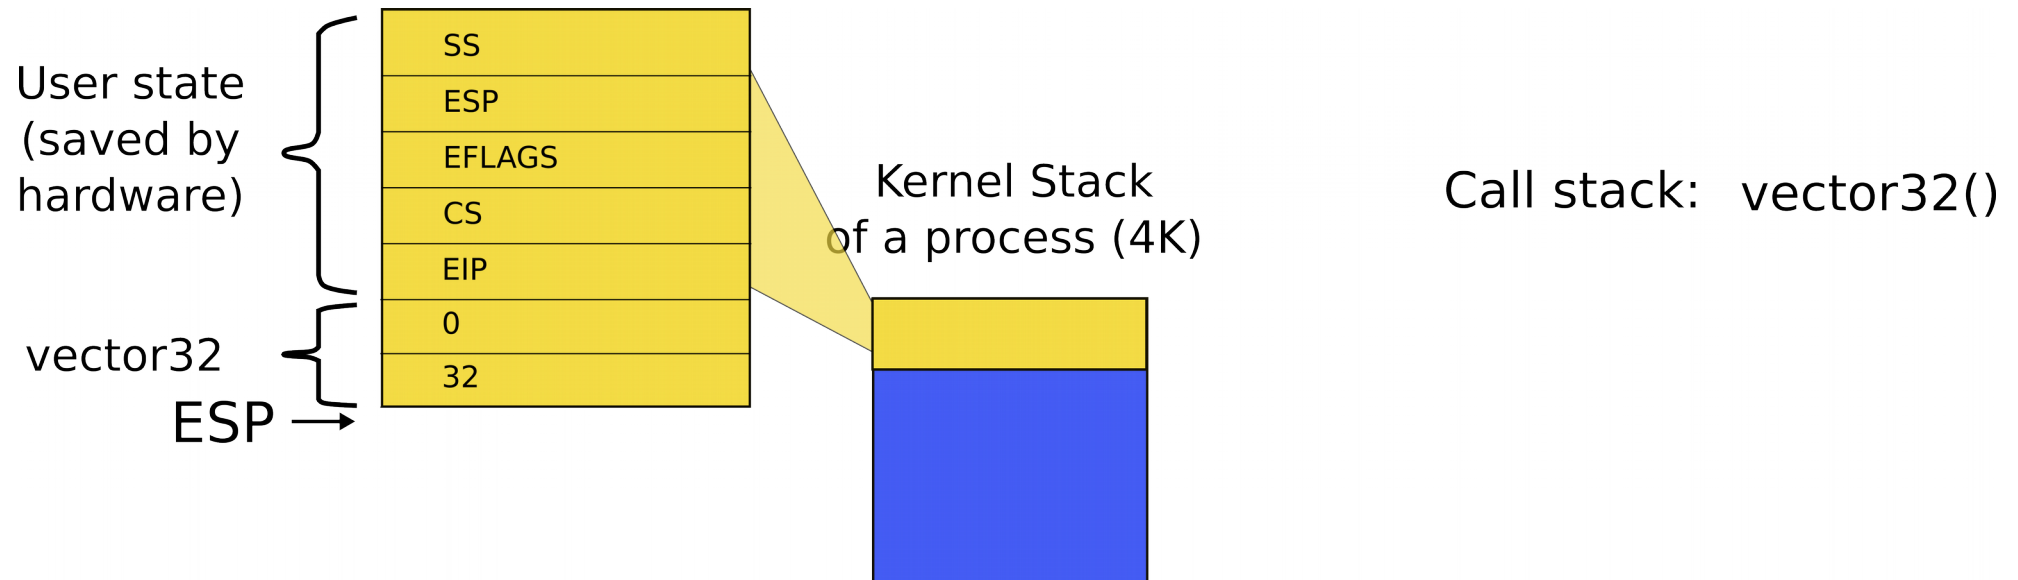 User state
(saved by
hardware)
vector32
ESP
SS
ESP
EFLAGS
CS
EIP
0
32
Kernel Stack
of a process (4K)
Call stack: vector32()